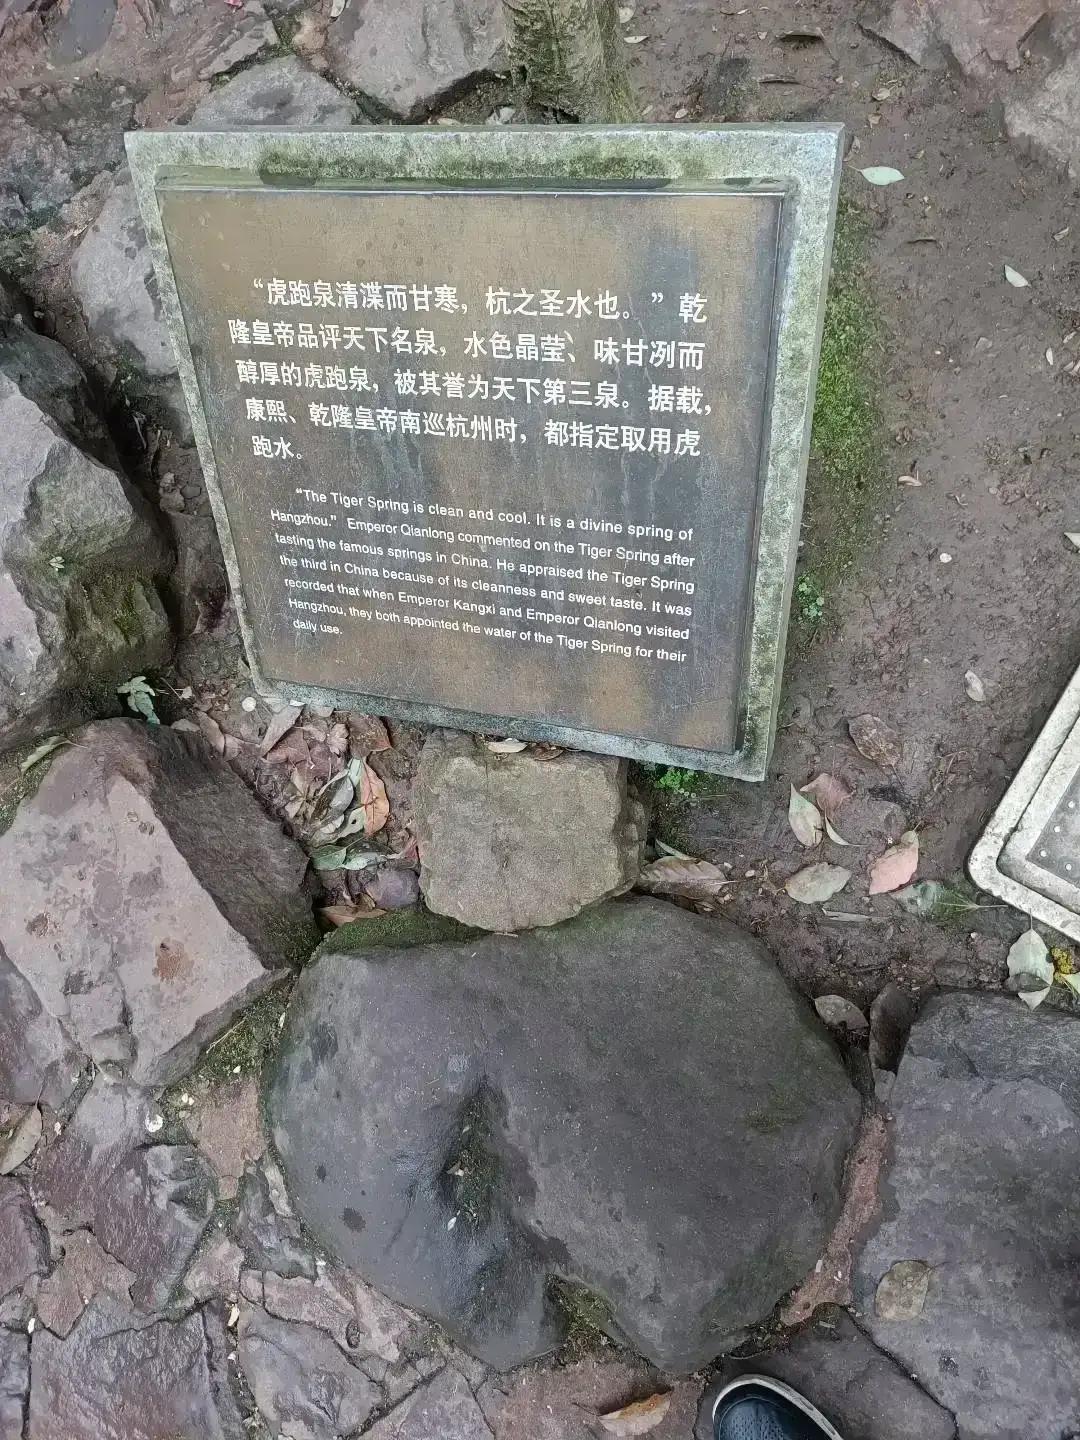 “虎跑泉清渫而甘寒，杭之圣水也。”乾
隆皇帝品评天下名泉，水色晶莹、味甘冽而
醇厚的虎跑泉，被其誉为天下第三泉。据载，
康熙、乾隆皇帝南巡杭州时，都指定取用虎
跑水。
“The Tiger Spring is clean and cool. It is a divine spring of
Hangzhou.” Emperor Qianlong commented on the Tiger Spring after
tasting the famous springs in China. He appraised the Tiger Spring
the third in China because of its cleanness and sweet taste. It was
recorded that when Emperor Kangxi and Emperor Qianlong visited
Hangzhou, they both appointed the water of the Tiger Spring for their
daily use.